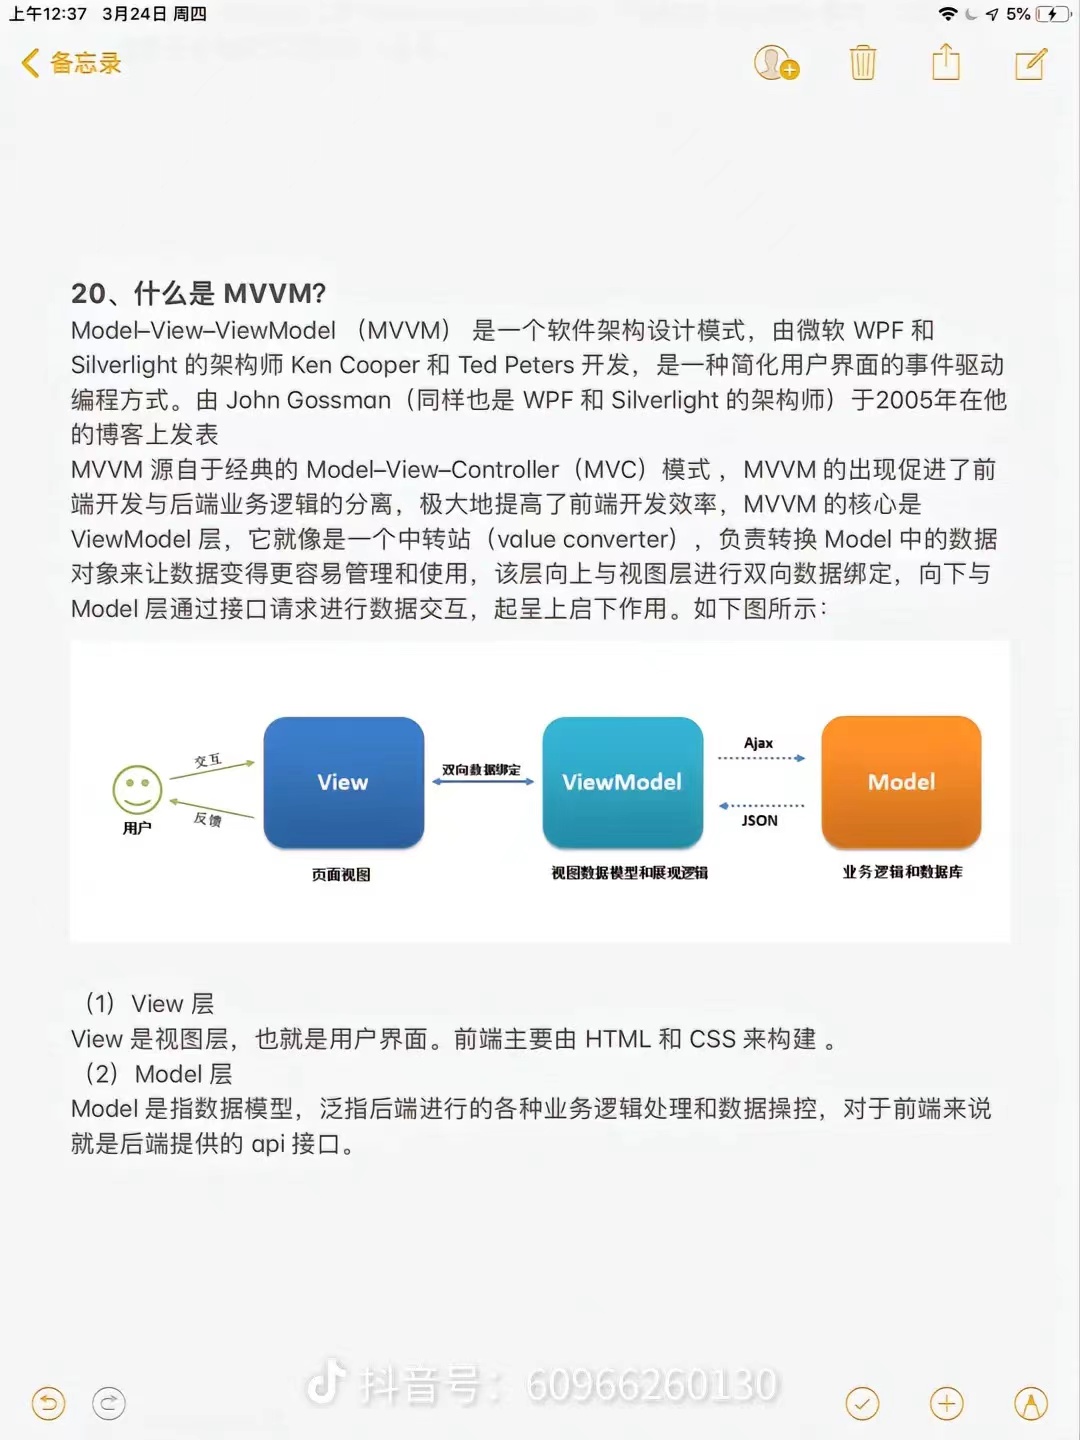 上午12:37 3月24日 周四
5%
备忘录
20、什么是 MVVM?
Model–View–ViewModel （MVVM） 是一个软件架构设计模式，由微软 WPF 和
Silverlight 的架构师 Ken Cooper 和 Ted Peters 开发，是一种简化用户界面的事件驱动
编程方式。由 John Gossman（同样也是 WPF 和 Silverlight 的架构师）于2005年在他
的博客上发表
MVVM 源自于经典的 Model–View–Controller（MVC）模式 ，MVVM 的出现促进了前
端开发与后端业务逻辑的分离，极大地提高了前端开发效率，MVVM 的核心是
ViewModel 层，它就像是一个中转站（value converter），负责转换 Model 中的数据
对象来让数据变得更容易管理和使用，该层向上与视图层进行双向数据绑定，向下与
Model 层通过接口请求进行数据交互，起呈上启下作用。如下图所示：
交互
反馈
用户
View
页面视图
双向数据绑定
ViewModel
视图数据模型和展现逻辑
Ajax
JSON
Model
业务逻辑和数据库
（1）View 层
View 是视图层，也就是用户界面。前端主要由 HTML 和 CSS 来构建 。
（2）Model 层
Model 是指数据模型，泛指后端进行的各种业务逻辑处理和数据操控，对于前端来说
就是后端提供的 api 接口。
抖音号：60966260130